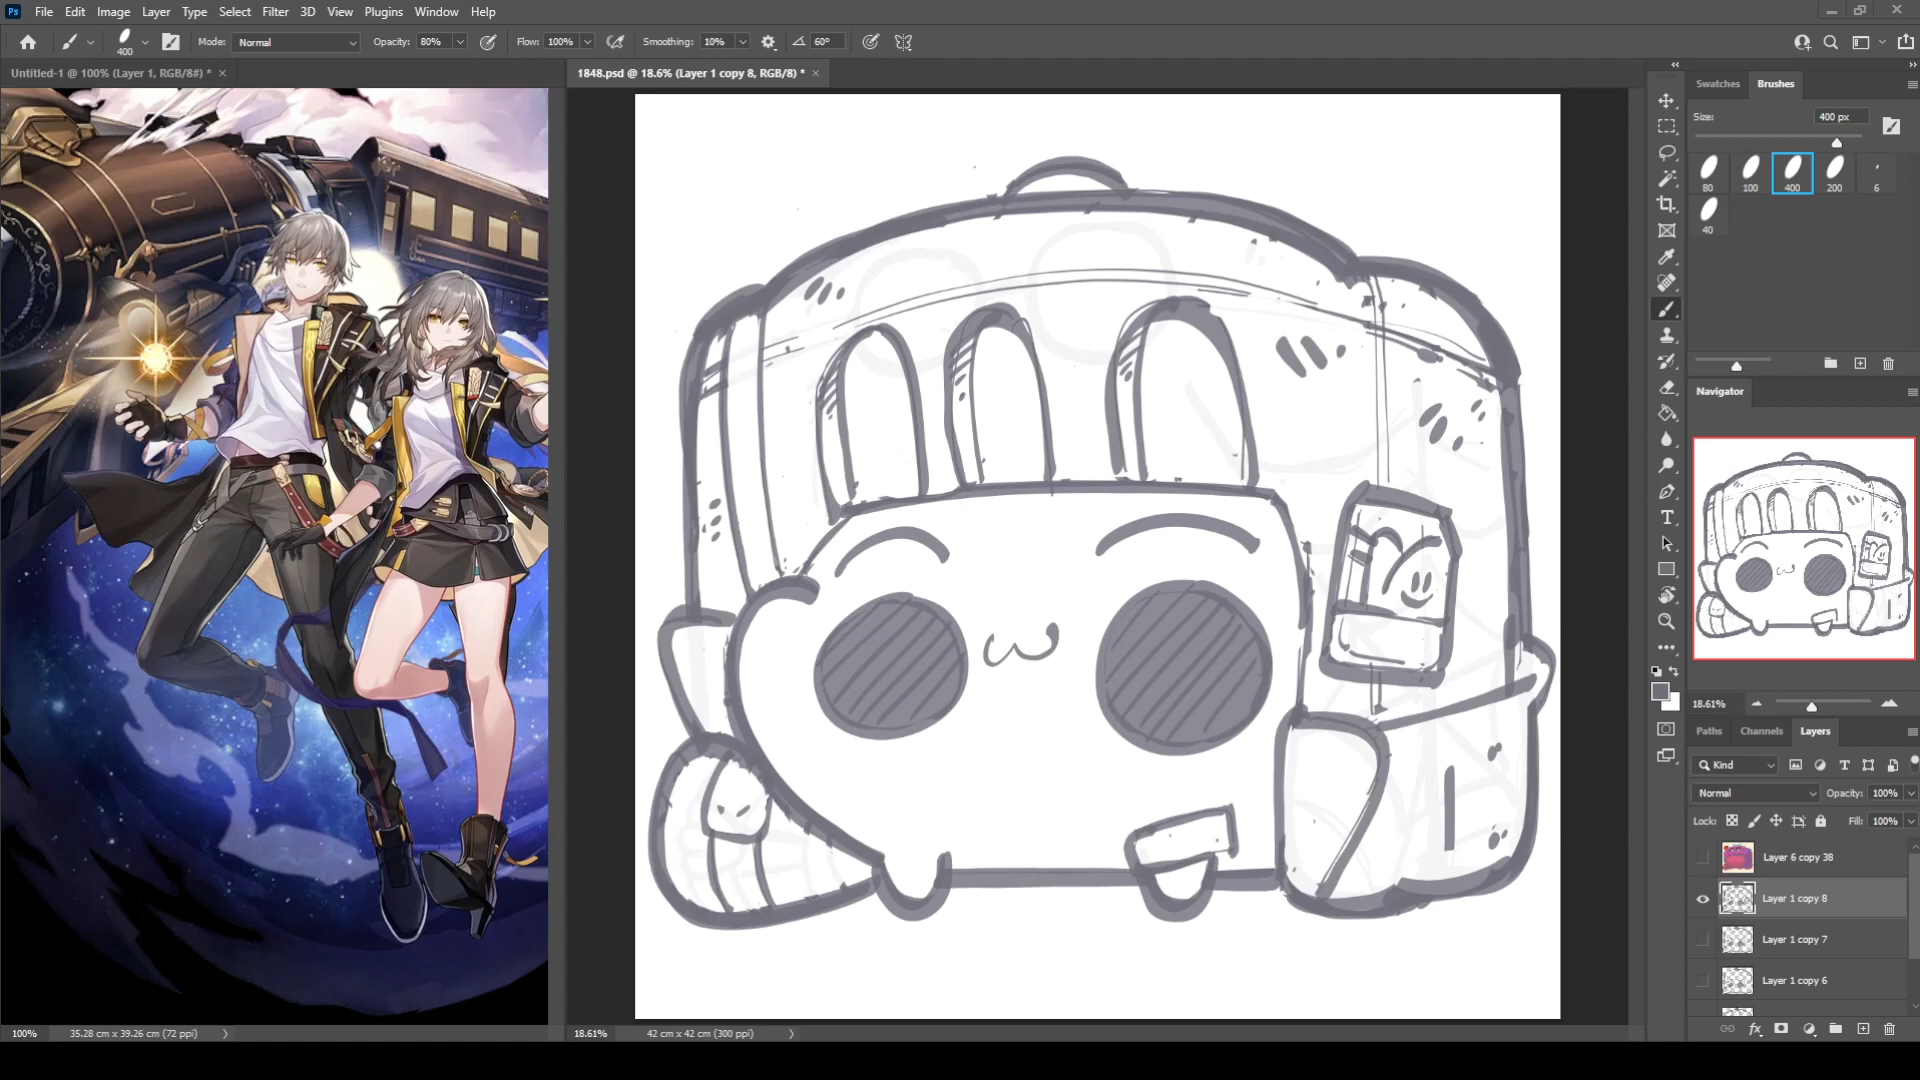 Ps File Edit Image Layer Type Select Filter 3D View Plugins Window Help
400 Mode: Normal Opacity: 80% Flow: 100% Smoothing: 10% 60°
Untitled-1 @ 100% (Layer 1, RGB/8#) * ×
1848.psd @ 18.6% (Layer 1 copy 8, RGB/8) * ×
Swatches Brushes
Size: 400 px
80 100 400 200 6
40
Navigator
18.61%
Paths Channels Layers
Kind
Normal Opacity: 100%
Lock: Fill: 100%
Layer 6 copy 38
Layer 1 copy 8
Layer 1 copy 7
Layer 1 copy 6
100% 35.28 cm x 39.26 cm (72 ppi)
18.61% 42 cm x 42 cm (300 ppi)